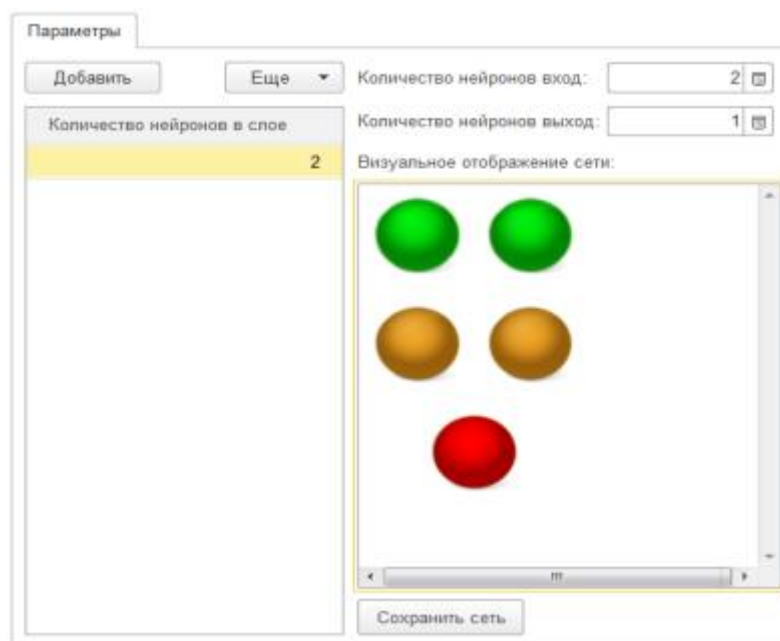 Параметры
Добавить
Еще
Количество нейронов вход: 2
Количество нейронов в слое
Количество нейронов выход: 1
2
Визуальное отображение сети:
Сохранить сеть